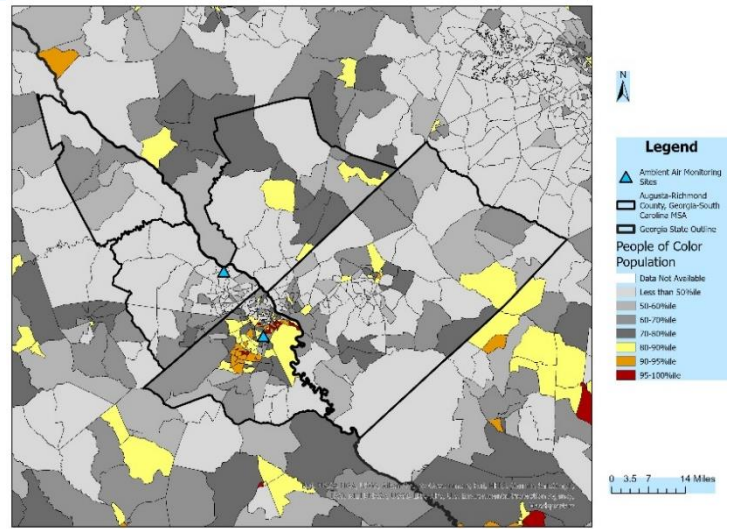 N
Legend
Ambient Air Monitoring
Sites
Augusta-Richmond
County, Georgia-South
Carolina MSA
Georgia State Outline
People of Color
Population
Data Not Available
Less than 50%ile
50-60%ile
60-70%ile
70-80%ile
80-90%ile
90-95%ile
95-100%ile
0 3.5 7 14 Miles